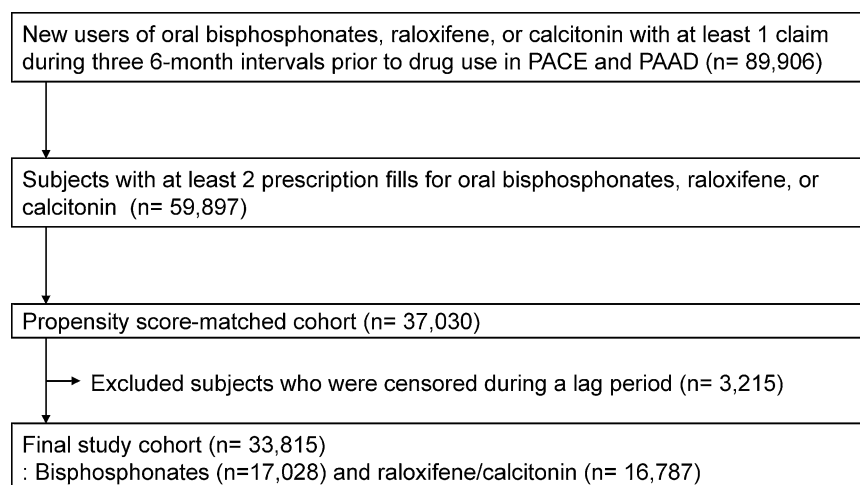 New users of oral bisphosphonates, raloxifene, or calcitonin with at least 1 claim
during three 6-month intervals prior to drug use in PACE and PAAD (n= 89,906)
Subjects with at least 2 prescription fills for oral bisphosphonates, raloxifene, or
calcitonin (n= 59,897)
Propensity score-matched cohort (n= 37,030)
Excluded subjects who were censored during a lag period (n= 3,215)
Final study cohort (n= 33,815)
: Bisphosphonates (n=17,028) and raloxifene/calcitonin (n= 16,787)